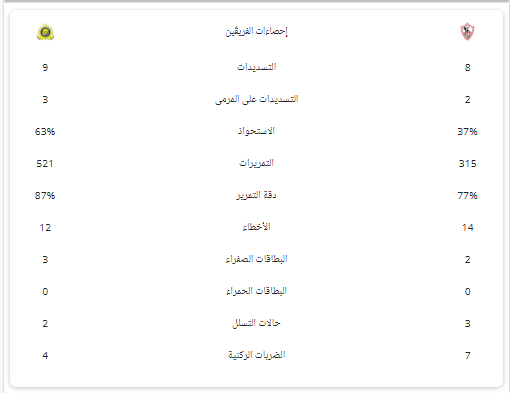 إحصاءات الفريقين
8 التسديدات 9
2 التسديدات على المرمى 3
37% الاستحواذ 63%
315 التمريرات 521
77% دقة التمرير 87%
14 الأخطاء 12
2 البطاقات الصفراء 3
0 البطاقات الحمراء 0
3 حالات التسلل 2
7 الضربات الركنية 4